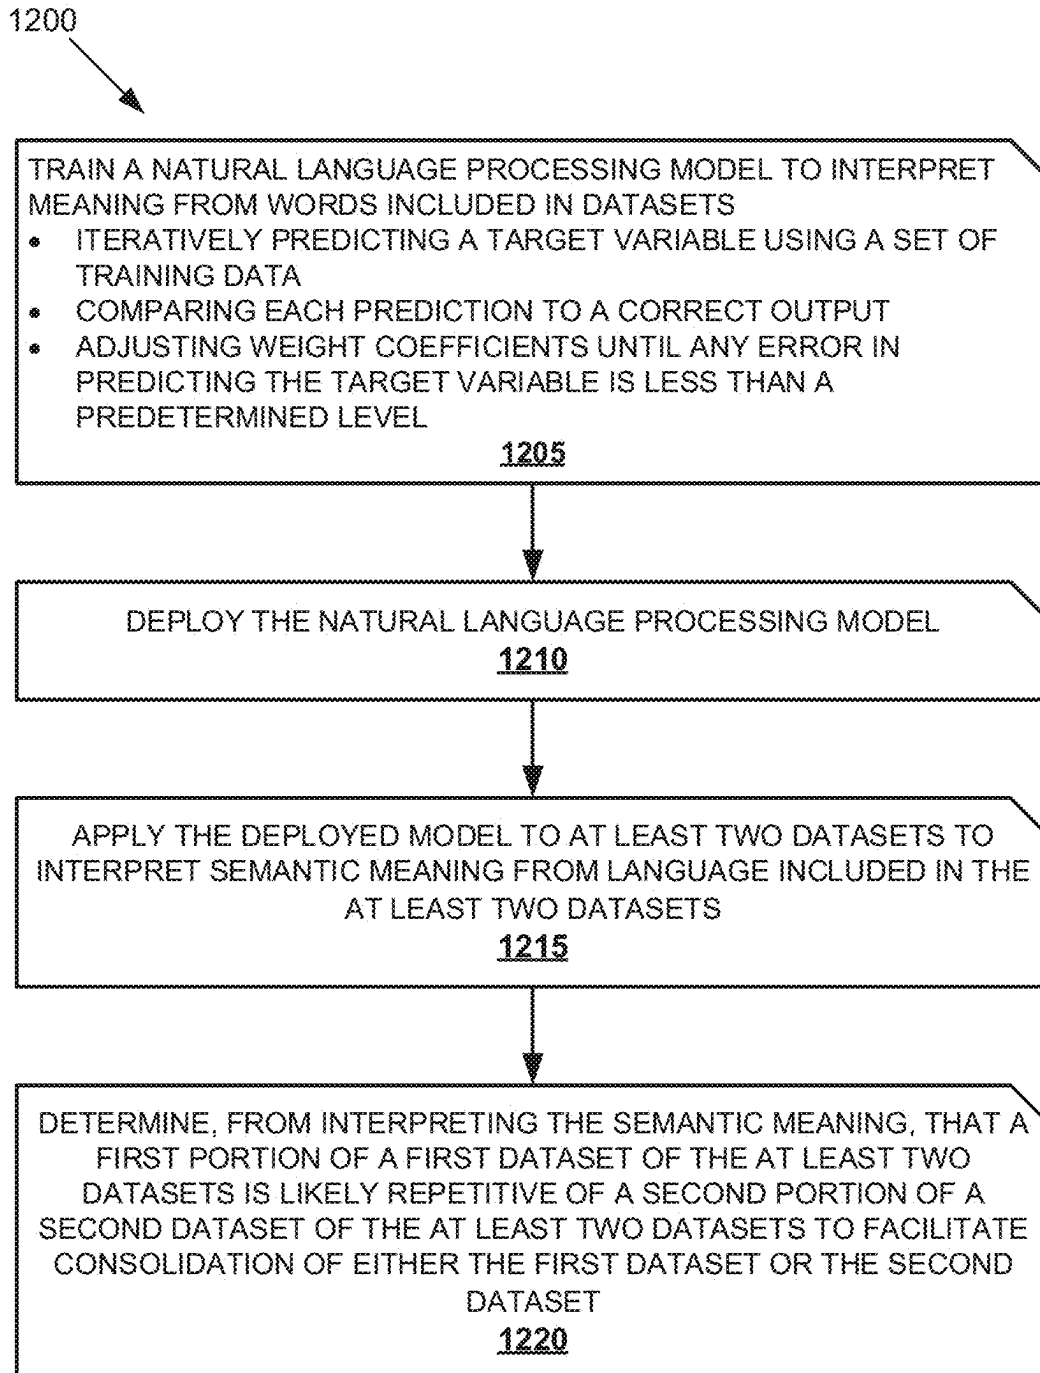 1200
TRAIN A NATURAL LANGUAGE PROCESSING MODEL TO INTERPRET
MEANING FROM WORDS INCLUDED IN DATASETS
• ITERATIVELY PREDICTING A TARGET VARIABLE USING A SET OF
TRAINING DATA
• COMPARING EACH PREDICTION TO A CORRECT OUTPUT
• ADJUSTING WEIGHT COEFFICIENTS UNTIL ANY ERROR IN
PREDICTING THE TARGET VARIABLE IS LESS THAN A
PREDETERMINED LEVEL
1205
DEPLOY THE NATURAL LANGUAGE PROCESSING MODEL
1210
APPLY THE DEPLOYED MODEL TO AT LEAST TWO DATASETS TO
INTERPRET SEMANTIC MEANING FROM LANGUAGE INCLUDED IN THE
AT LEAST TWO DATASETS
1215
DETERMINE, FROM INTERPRETING THE SEMANTIC MEANING, THAT A
FIRST PORTION OF A FIRST DATASET OF THE AT LEAST TWO
DATASETS IS LIKELY REPETITIVE OF A SECOND PORTION OF A
SECOND DATASET OF THE AT LEAST TWO DATASETS TO FACILITATE
CONSOLIDATION OF EITHER THE FIRST DATASET OR THE SECOND
DATASET
1220